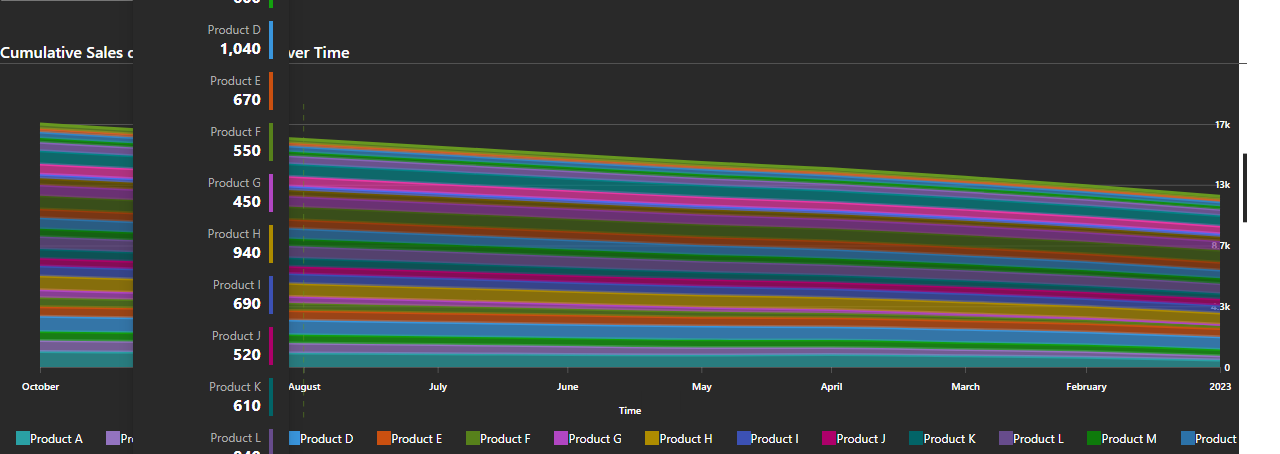 Product D
1,040
Cumulative Sales
ver Time
Product E
670
Product F
550
Product G
450
Product H
940
Product I
690
Product J
520
Product K
610
Product L
17k
13k
8.7k
4.3k
0
October
August
July
June
May
April
March
February
2023
Time
Product A
Product D
Product E
Product F
Product G
Product H
Product I
Product J
Product K
Product L
Product M
Product